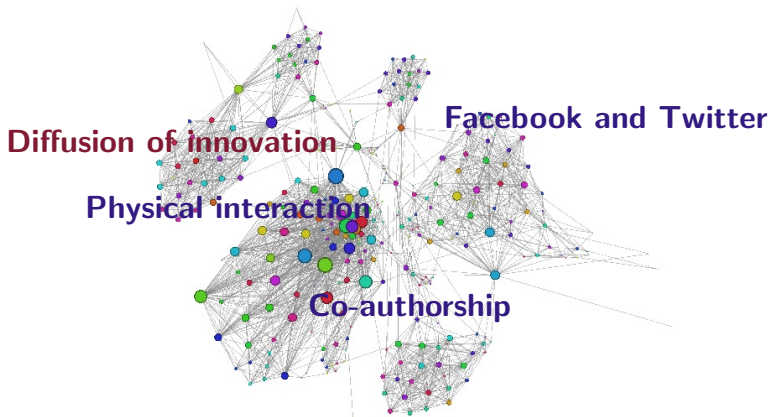 Facebook and Twitter
Diffusion of innovation
Physical interaction
Co-authorship